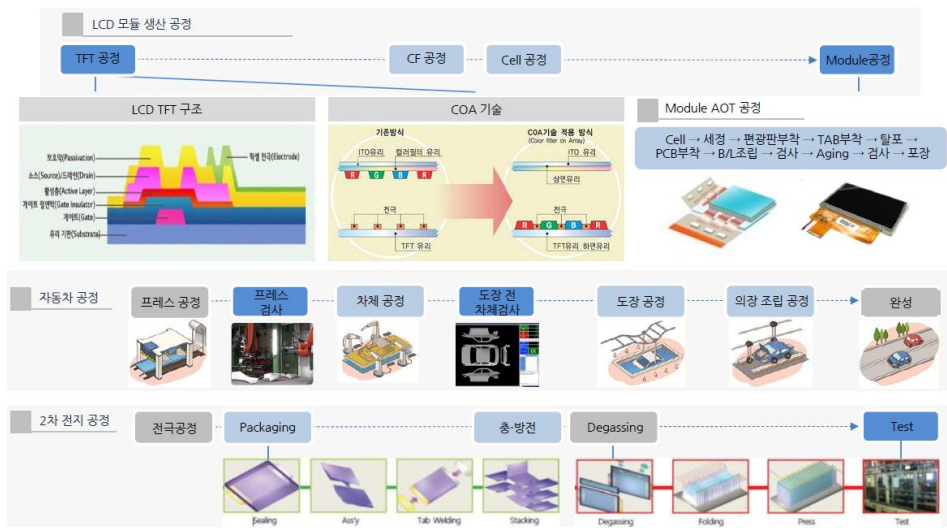 LCD 모듈 생산 공정
TFT 공정
CF 공정
Cell 공정
Module공정
LCD TFT 구조
보호막(Passivation)
소스(Source)/드레인(Drain)
활성층(Active Layer)
게이트 절연막(Gate Insulator)
게이트(Gate)
유리 기판(Substrate)
픽셀 전극(Electrode)
COA 기술
기존방식
ITO유리
컬러필터 유리
R G B R
전극
TFT 유리
COA기술 적용 방식
(Color filter on Array)
ITO 유리
상면유리
전극
R G B R
TFT유리 하면유리
Module AOT 공정
Cell → 세정 → 편광판부착 → TAB부착 → 탈포 →
PCB부착 → B/L조립 → 검사 → Aging → 검사 → 포장
자동차 공정
프레스 공정
프레스
검사
차체 공정
도장 전
차체검사
도장 공정
의장 조립 공정
완성
2차 전지 공정
전극공정
Packaging
충·방전
Degassing
Test
Sealing
Ass'y
Tab Welding
Stacking
Degassing
Folding
Press
Test